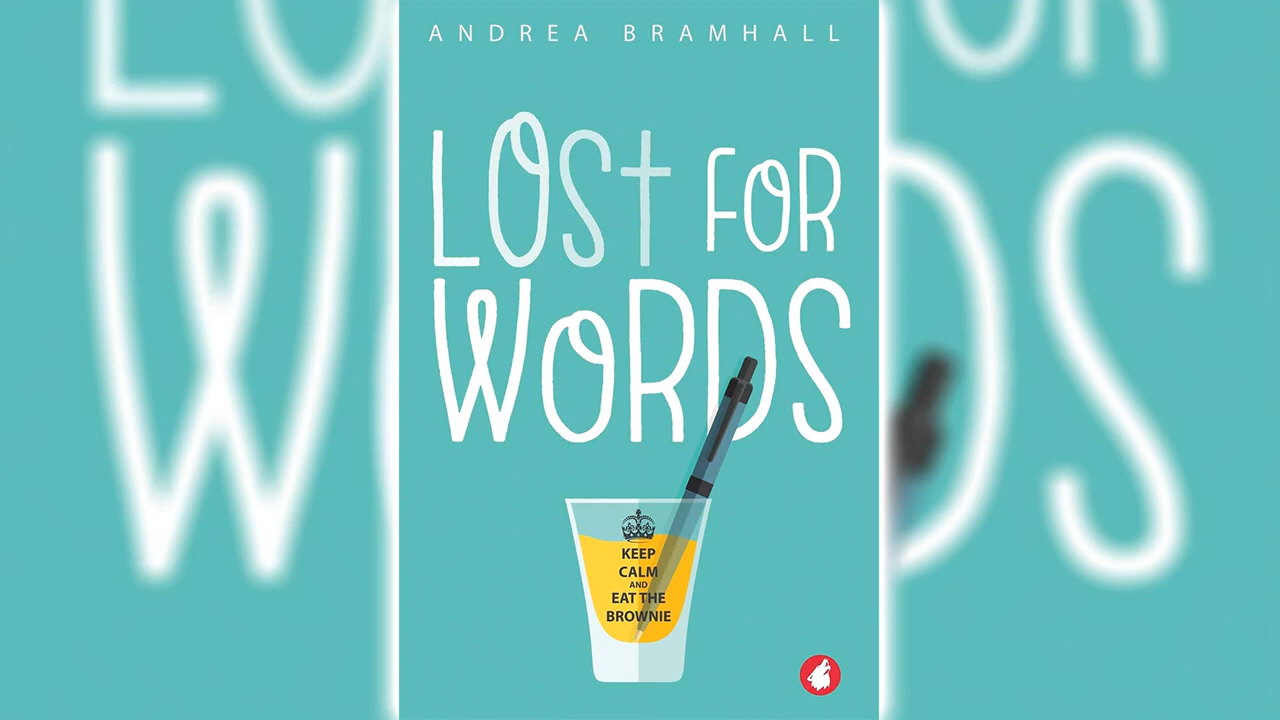 ANDREA BRAMHALL
LOST FOR
WORDS
KEEP
CALM
AND
EAT THE
BROWNIE